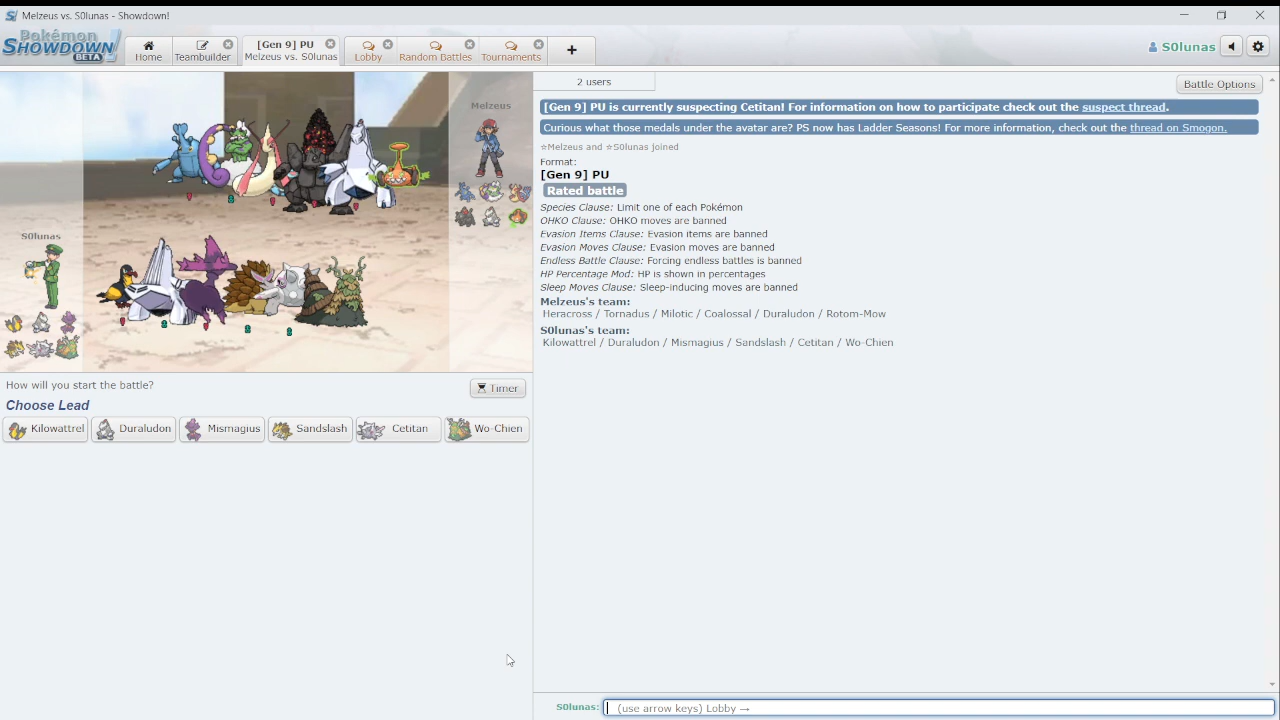 Melzeus vs. S0lunas - Showdown!
Pokémon
SHOWDOWN!
BETA
Home
Teambuilder
[Gen 9] PU
Melzeus vs. S0lunas
Lobby
Random Battles
Tournaments
S0lunas
Melzeus
S0lunas
How will you start the battle?
Timer
Choose Lead
Kilowattrel
Duraludon
Mismagius
Sandslash
Cetitan
Wo-Chien
2 users
Battle Options
[Gen 9] PU is currently suspecting Cetitan! For information on how to participate check out the suspect thread.
Curious what those medals under the avatar are? PS now has Ladder Seasons! For more information, check out the thread on Smogon.
☆Melzeus and ☆S0lunas joined
Format:
[Gen 9] PU
Rated battle
Species Clause: Limit one of each Pokémon
OHKO Clause: OHKO moves are banned
Evasion Items Clause: Evasion items are banned
Evasion Moves Clause: Evasion moves are banned
Endless Battle Clause: Forcing endless battles is banned
HP Percentage Mod: HP is shown in percentages
Sleep Moves Clause: Sleep-inducing moves are banned
Melzeus's team:
Heracross / Tornadus / Milotic / Coalossal / Duraludon / Rotom-Mow
S0lunas's team:
Kilowattrel / Duraludon / Mismagius / Sandslash / Cetitan / Wo-Chien
S0lunas: (use arrow keys) Lobby →